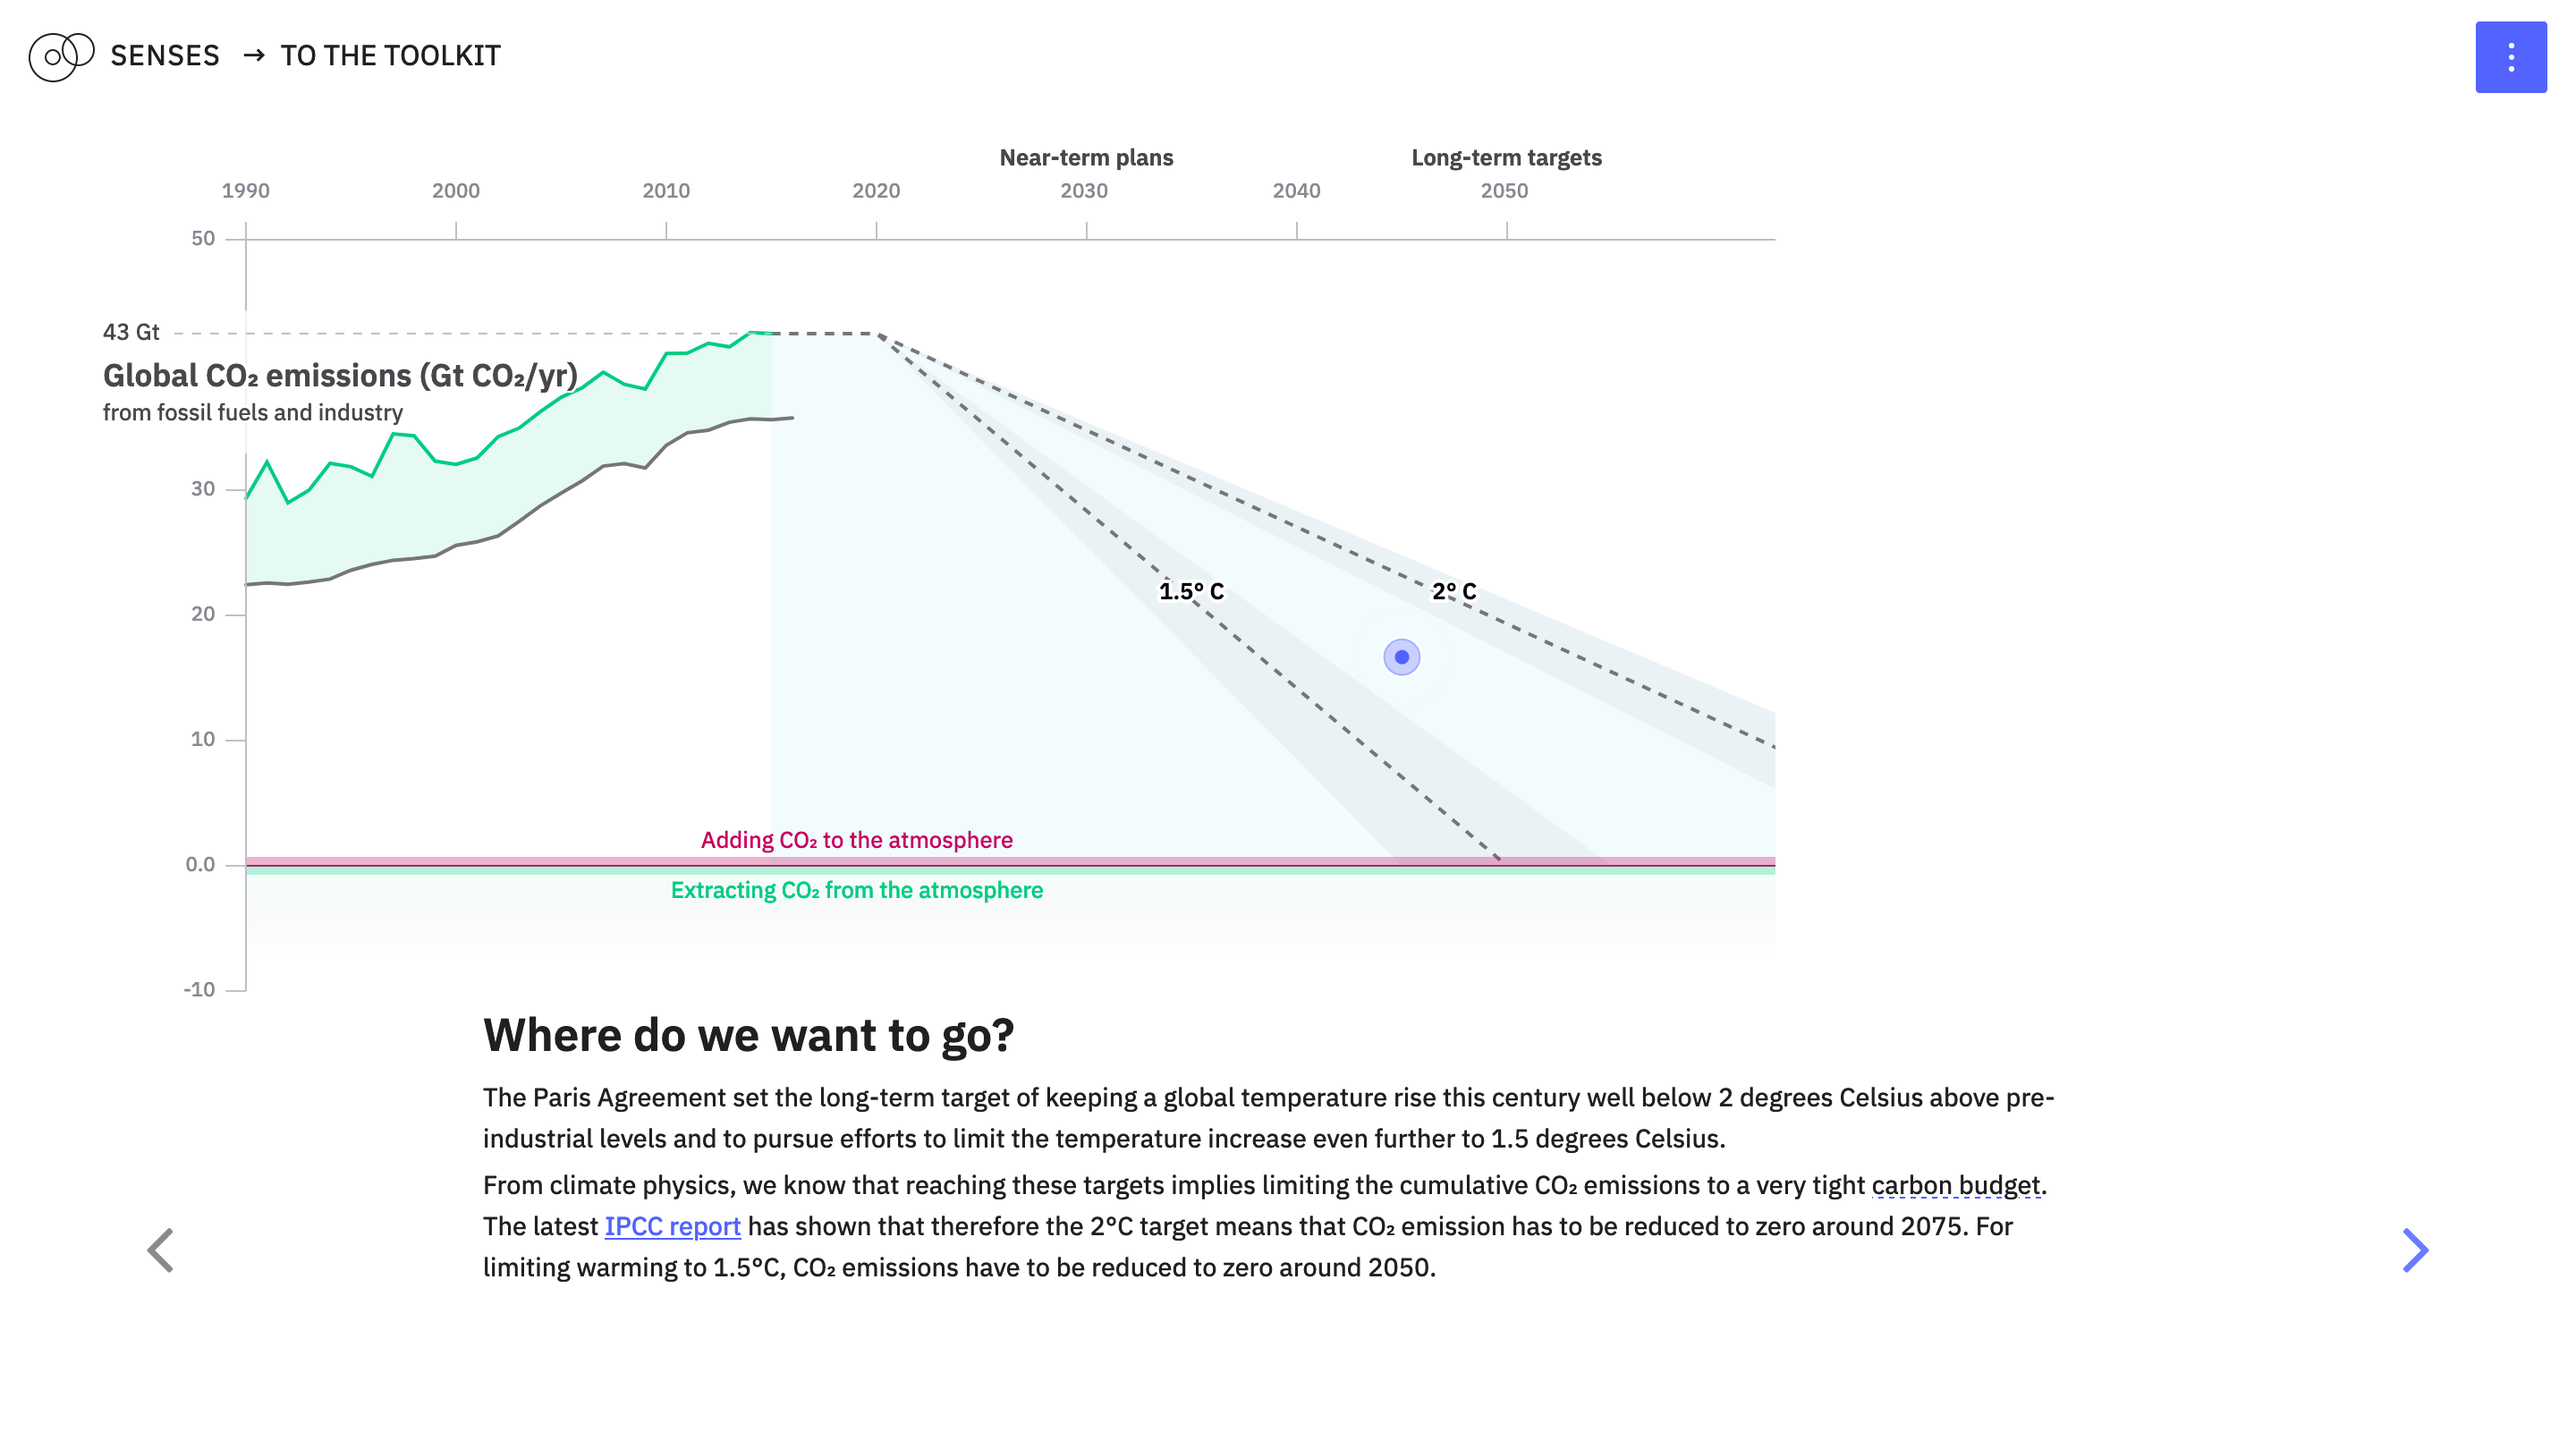 SENSES → TO THE TOOLKIT
Near-term plans
Long-term targets
1990
2000
2010
2020
2030
2040
2050
50
43 Gt
Global CO₂ emissions (Gt CO₂/yr)
from fossil fuels and industry
30
20
10
0.0
-10
1.5° C
2° C
Adding CO₂ to the atmosphere
Extracting CO₂ from the atmosphere
Where do we want to go?
The Paris Agreement set the long-term target of keeping a global temperature rise this century well below 2 degrees Celsius above pre-
industrial levels and to pursue efforts to limit the temperature increase even further to 1.5 degrees Celsius.
From climate physics, we know that reaching these targets implies limiting the cumulative CO₂ emissions to a very tight carbon budget.
The latest IPCC report has shown that therefore the 2°C target means that CO₂ emission has to be reduced to zero around 2075. For
limiting warming to 1.5°C, CO₂ emissions have to be reduced to zero around 2050.